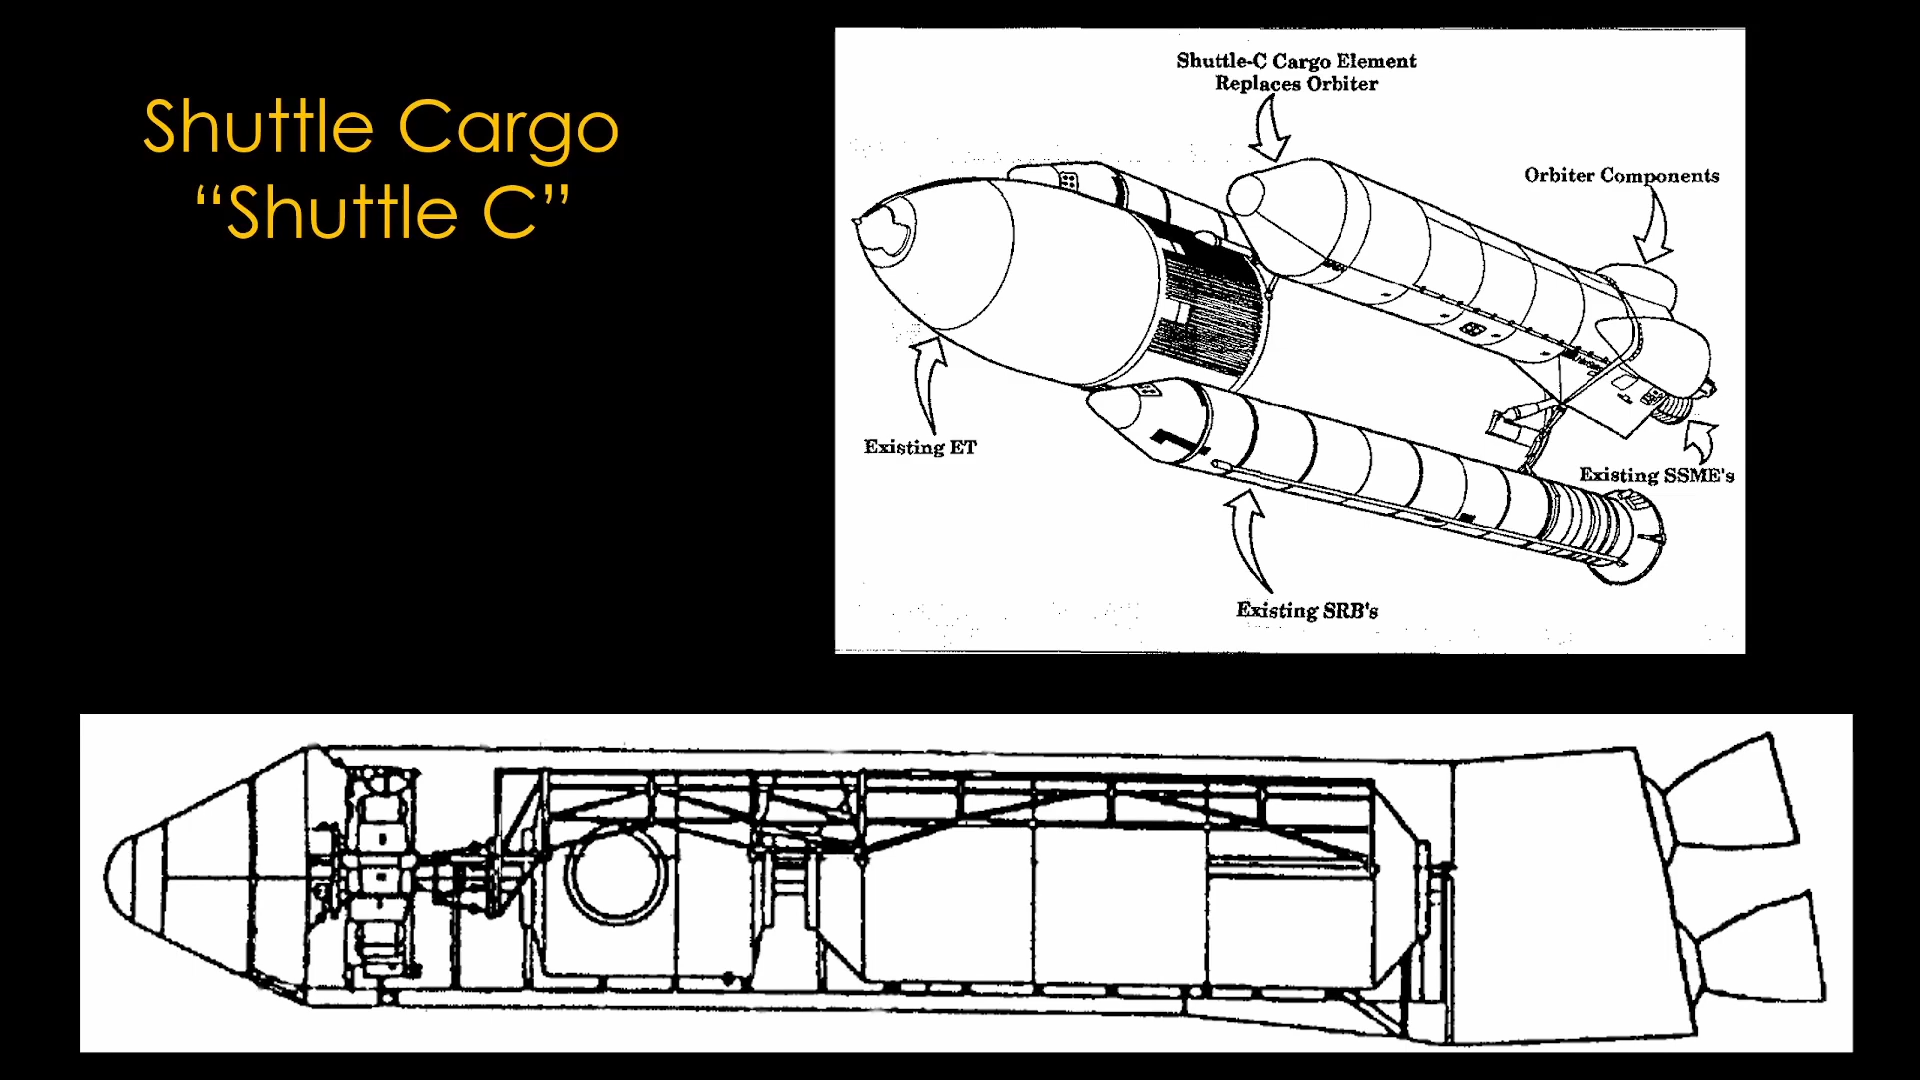 Shuttle Cargo
“Shuttle C”
Shuttle-C Cargo Element
Replaces Orbiter
Orbiter Components
Existing ET
Existing SSME's
Existing SRB's